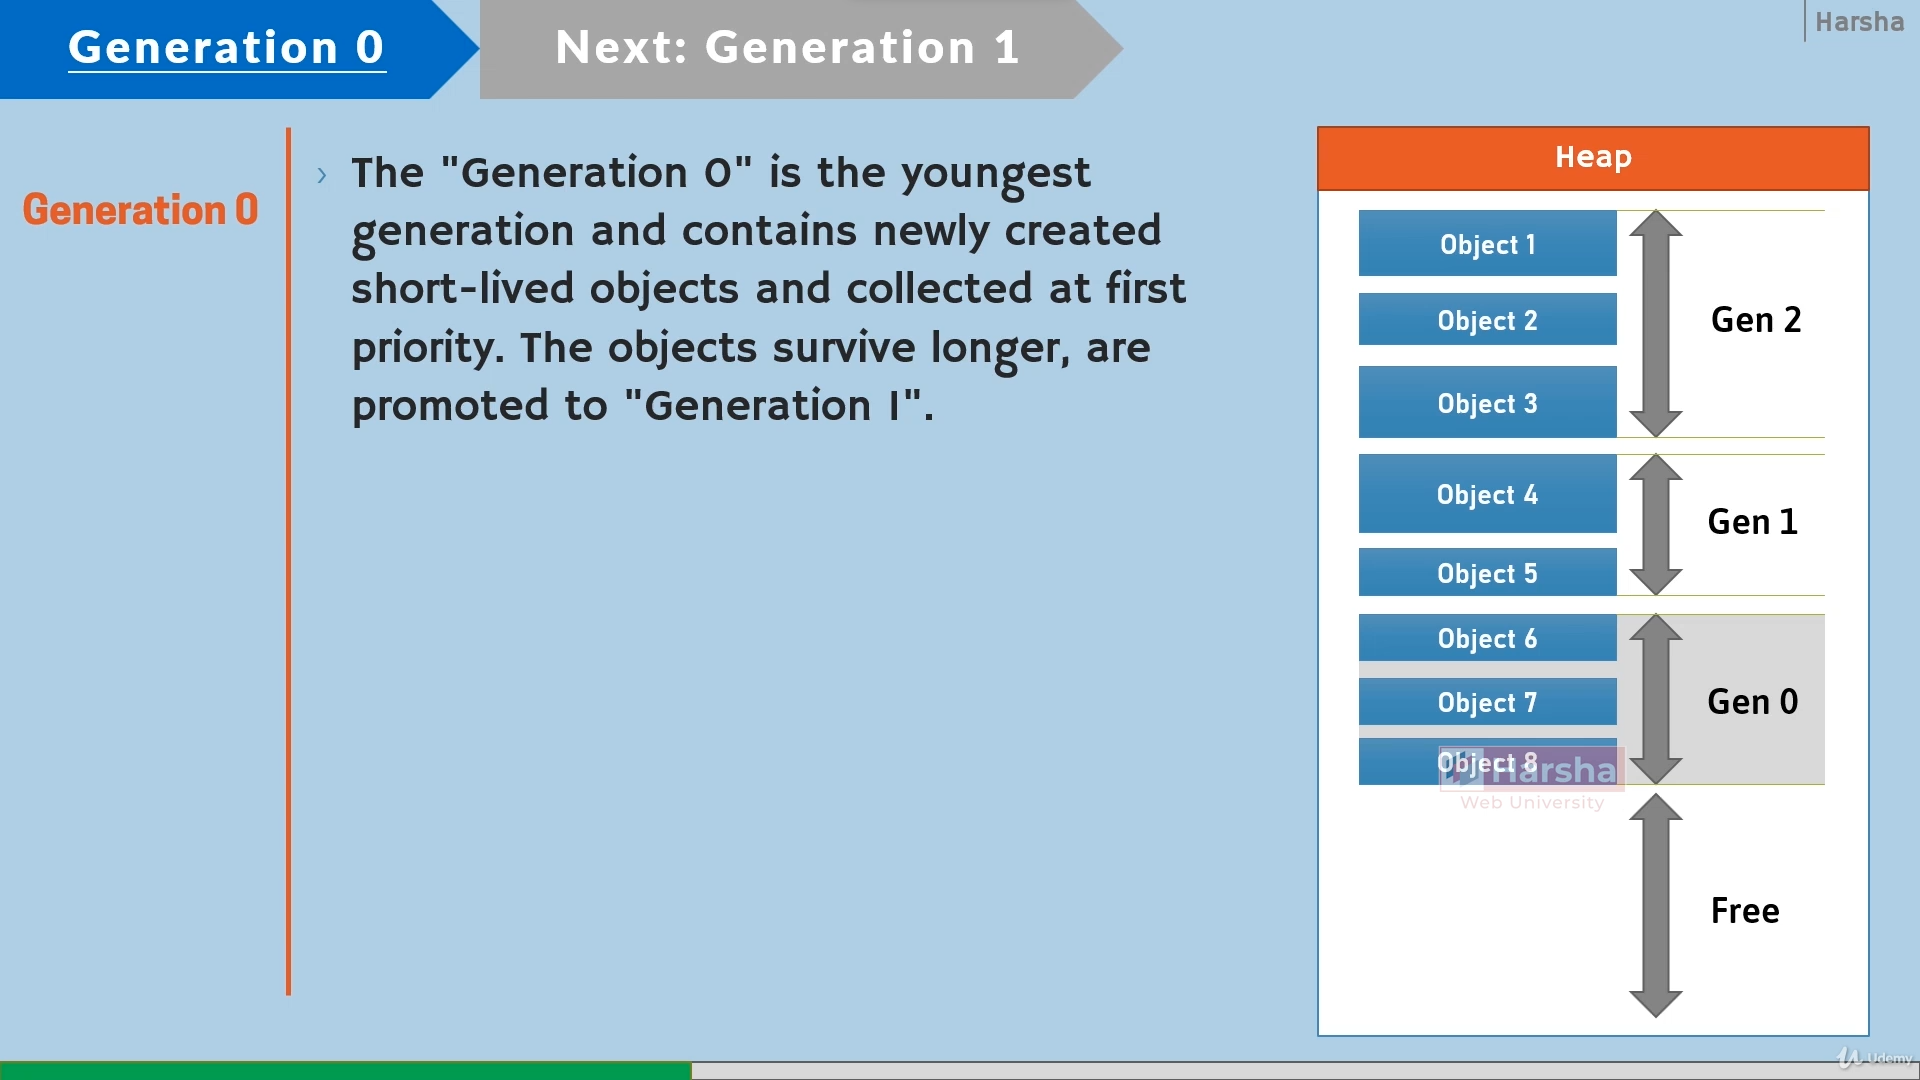 Generation 0
Next: Generation 1
Harsha
Generation 0
› The "Generation 0" is the youngest
generation and contains newly created
short-lived objects and collected at first
priority. The objects survive longer, are
promoted to "Generation 1".
Heap
Object 1
Object 2
Gen 2
Object 3
Object 4
Gen 1
Object 5
Object 6
Object 7
Gen 0
Object 8
Harsha
Web University
Free
Udemy